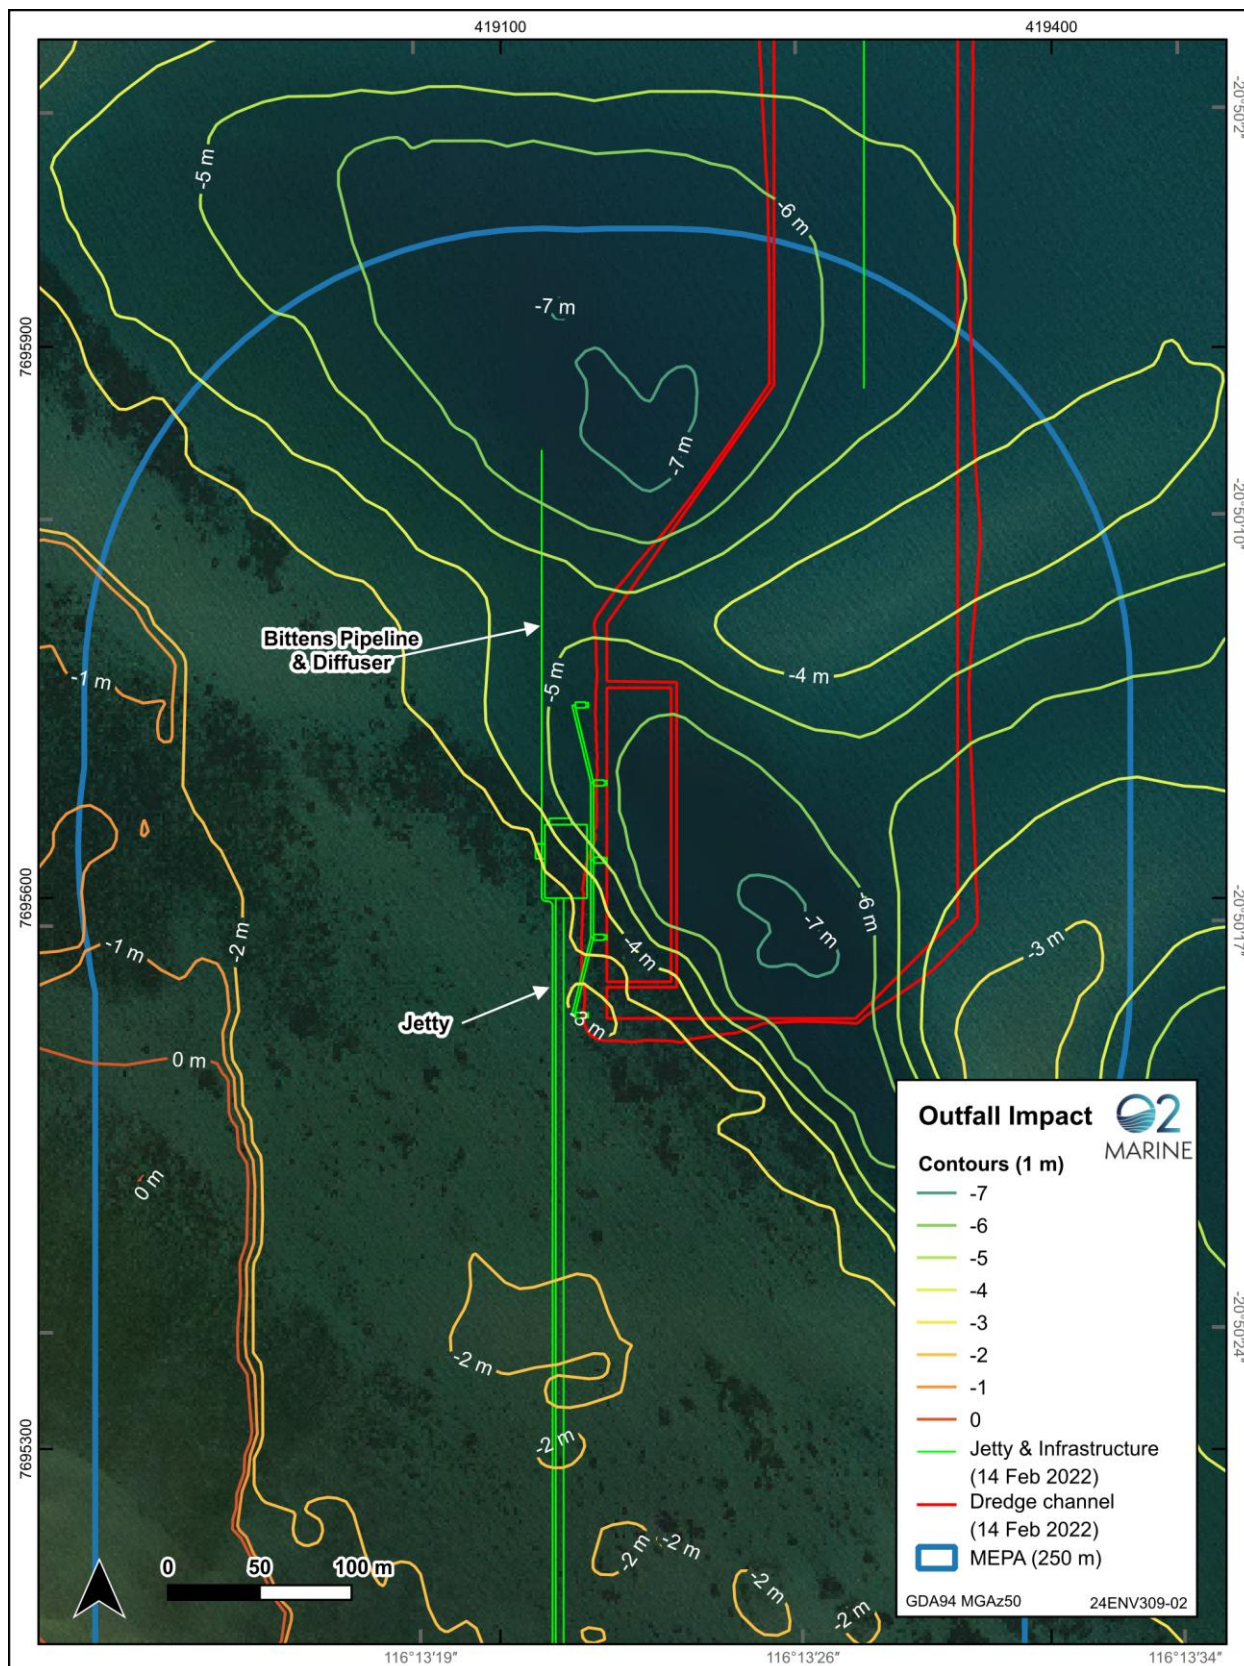 419100
419400
-20°50'2"
-5 m
-6 m
-7 m
7695900
-7 m
-20°50'10"
Bittens Pipeline
& Diffuser
-5 m
-4 m
-1 m
7695600
-6 m
-7 m
-20°50'17"
-1 m
-2 m
-4 m
-3 m
Jetty
-3 m
0 m
0 m
Outfall Impact
O2
MARINE
Contours (1 m)
-7
-6
-5
-4
-3
-2
-1
0
Jetty & Infrastructure
(14 Feb 2022)
Dredge channel
(14 Feb 2022)
MEPA (250 m)
GDA94 MGAz50
24ENV309-02
-20°50'24"
-2 m
-2 m
7695300
-2 m
-2 m
-2 m
-2 m
0
50
100 m
116°13'19"
116°13'26"
116°13'34"